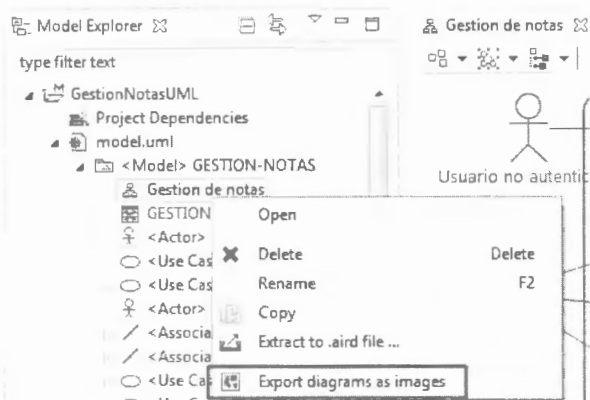 Model Explorer
type filter text
GestionNotasUML
Project Dependencies
model.uml
<Model> GESTION-NOTAS
Gestion de notas
GESTION
<Actor>
<Use Cas
<Use Cas
<Actor>
<Associa
<Associa
<Use Cas
Open
Delete Delete
Rename F2
Copy
Extract to .aird file ...
Export diagrams as images
Gestion de notas
Usuario no autentic